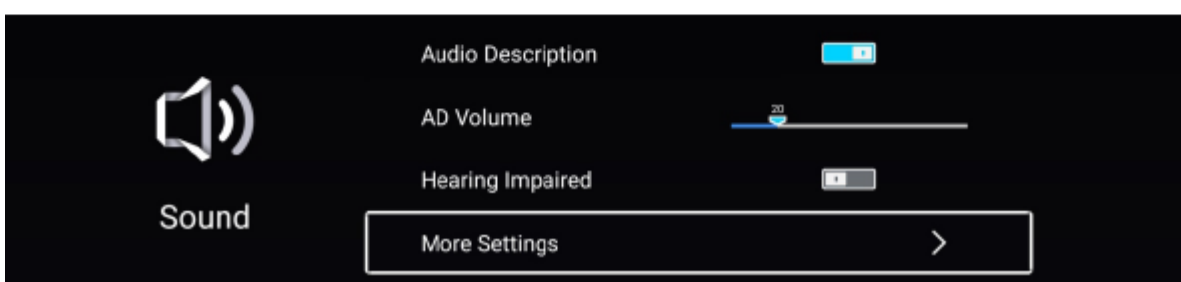 Audio Description
AD Volume
20
Hearing Impaired
Sound
More Settings